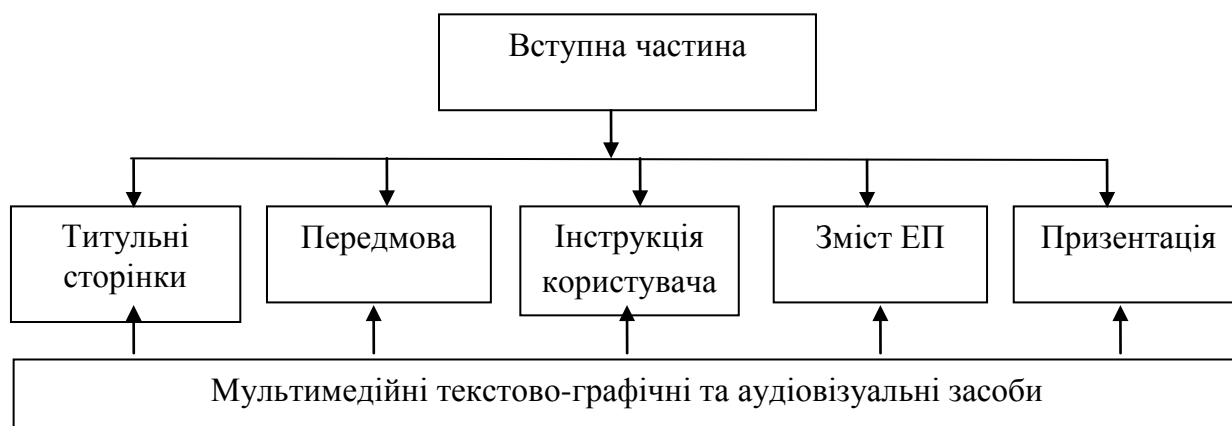 Вступна частина
Титульні
сторінки
Передмова
Інструкція
користувача
Зміст ЕП
Призентація
Мультимедійні текстово-графічні та аудіовізуальні засоби